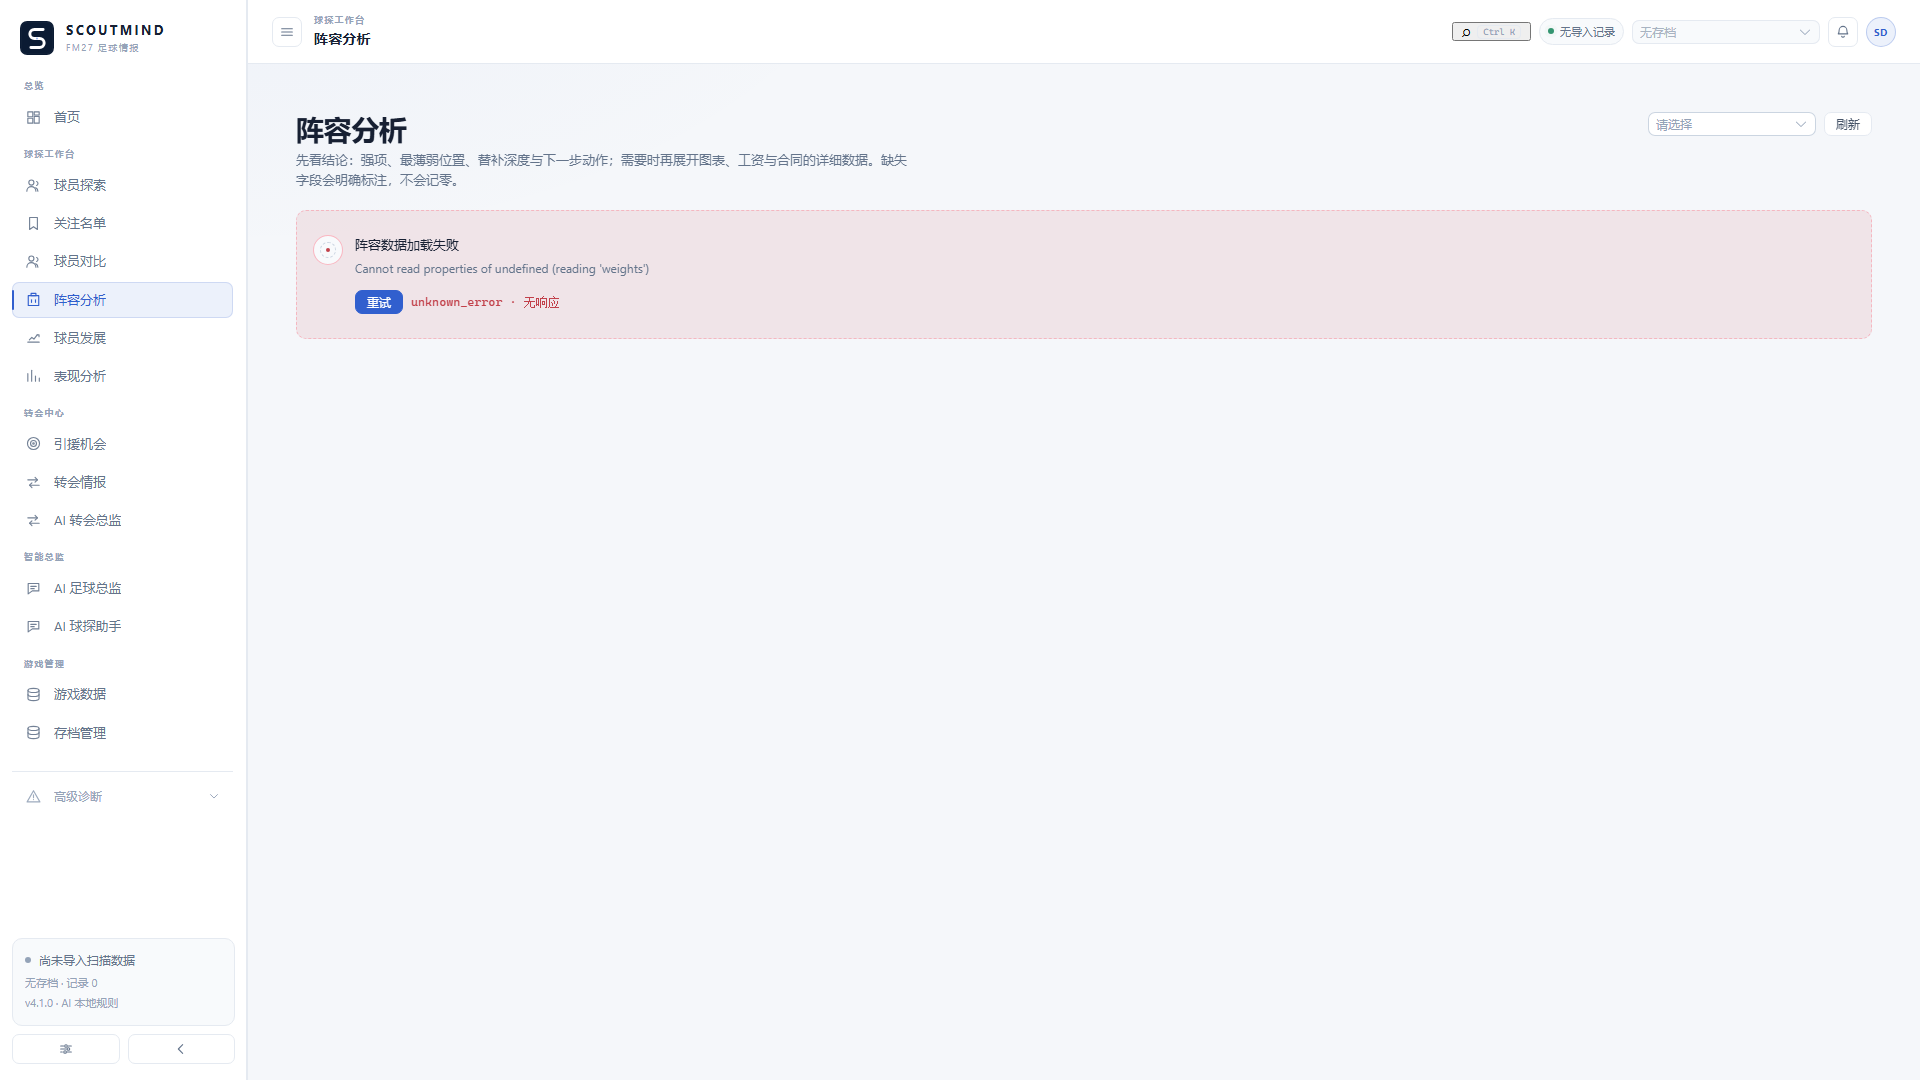 SCOUTMIND
FM27 足球情报
总览
首页
球探工作台
球员探索
关注名单
球员对比
阵容分析
球员发展
表现分析
转会中心
引援机会
转会情报
AI 转会总监
智能总监
AI 足球总监
AI 球探助手
游戏管理
游戏数据
存档管理
高级诊断
尚未导入扫描数据
无存档 · 记录 0
v4.1.0 · AI 本地规则
球探工作台
阵容分析
Ctrl K
无导入记录
无存档
SD
阵容分析
先看结论：强项、最薄弱位置、替补深度与下一步动作；需要时再展开图表、工资与合同的详细数据。缺失
字段会明确标注，不会记零。
请选择
刷新
阵容数据加载失败
Cannot read properties of undefined (reading 'weights')
重试 unknown_error · 无响应